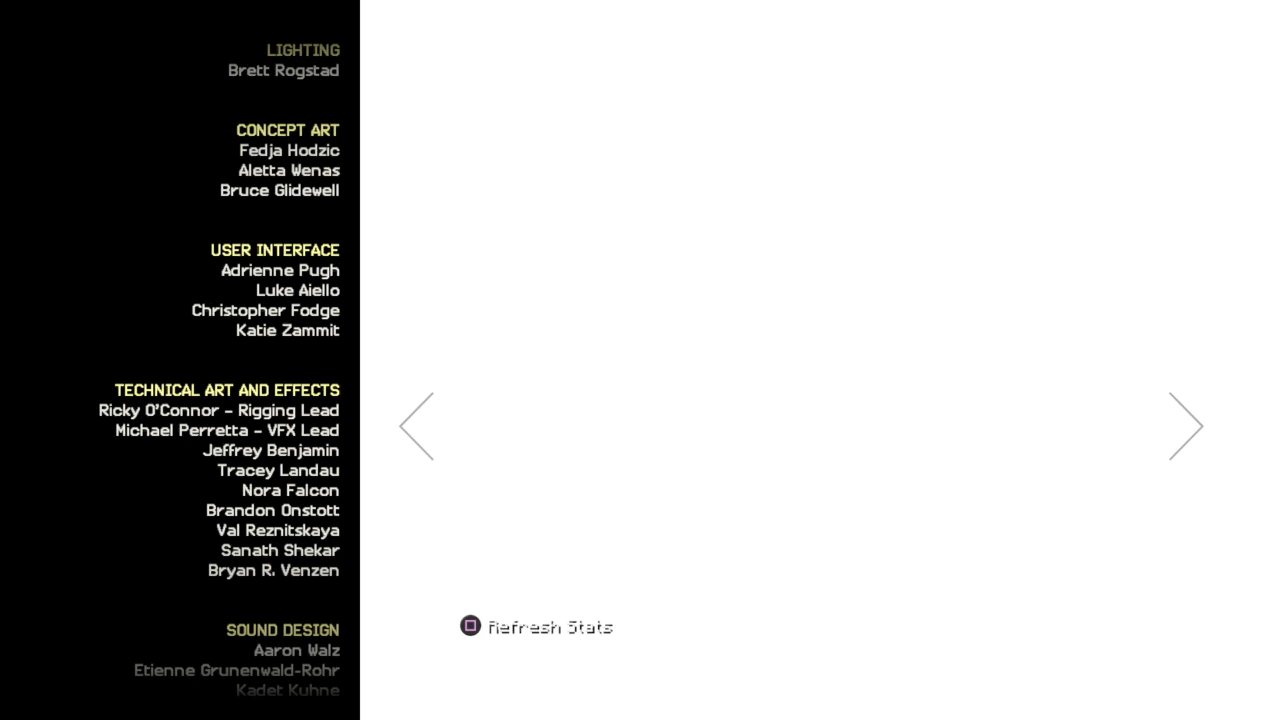 LIGHTING
Brett Rogstad
CONCEPT ART
Fedja Hodzic
Aletta Wenas
Bruce Glidewell
USER INTERFACE
Adrienne Pugh
Luke Aiello
Christopher Fodge
Katie Zammit
TECHNICAL ART AND EFFECTS
Ricky O'Connor - Rigging Lead
Michael Perretta - VFX Lead
Jeffrey Benjamin
Tracey Landau
Nora Falcon
Brandon Onstott
Val Reznitskaya
Sanath Shekar
Bryan R. Venzen
SOUND DESIGN
Aaron Walz
Etienne Grunenwald-Rohr
Kadet Kuhne
Refresh Stats